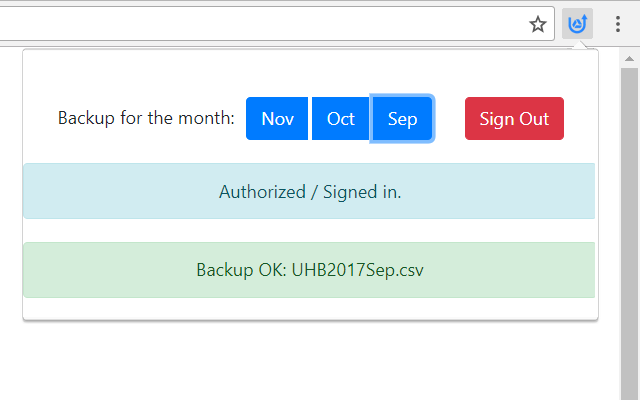 Backup for the month: Nov Oct Sep Sign Out
Authorized / Signed in.
Backup OK: UHB2017Sep.csv